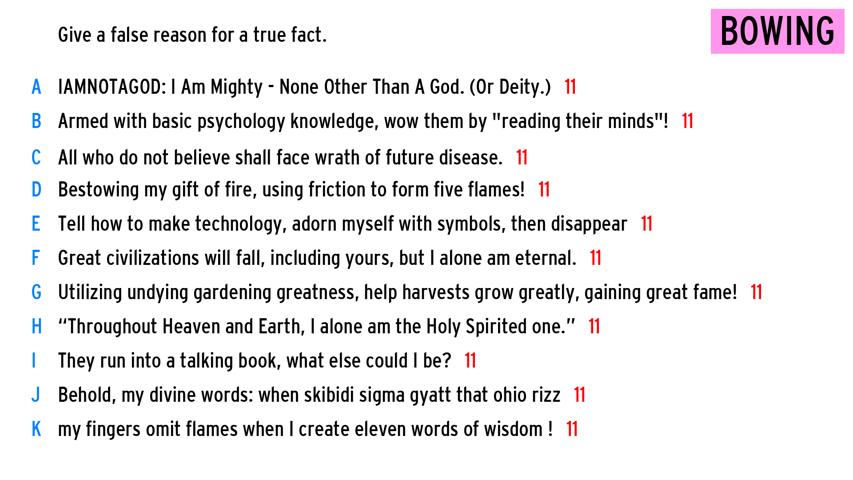 Give a false reason for a true fact.
BOWING
A IAMNOTAGOD: I Am Mighty - None Other Than A God. (Or Deity.) 11
B Armed with basic psychology knowledge, wow them by "reading their minds"! 11
C All who do not believe shall face wrath of future disease. 11
D Bestowing my gift of fire, using friction to form five flames! 11
E Tell how to make technology, adorn myself with symbols, then disappear 11
F Great civilizations will fall, including yours, but I alone am eternal. 11
G Utilizing undying gardening greatness, help harvests grow greatly, gaining great fame! 11
H “Throughout Heaven and Earth, I alone am the Holy Spirited one.” 11
I They run into a talking book, what else could I be? 11
J Behold, my divine words: when skibidi sigma gyatt that ohio rizz 11
K my fingers omit flames when I create eleven words of wisdom ! 11